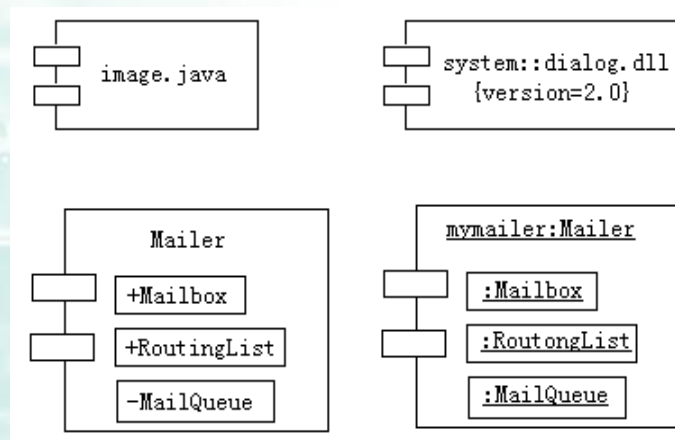 image.java
system::dialog.dll
{version=2.0}
Mailer
+Mailbox
+RoutingList
-MailQueue
mymailer:Mailer
:Mailbox
:RoutongList
:MailQueue